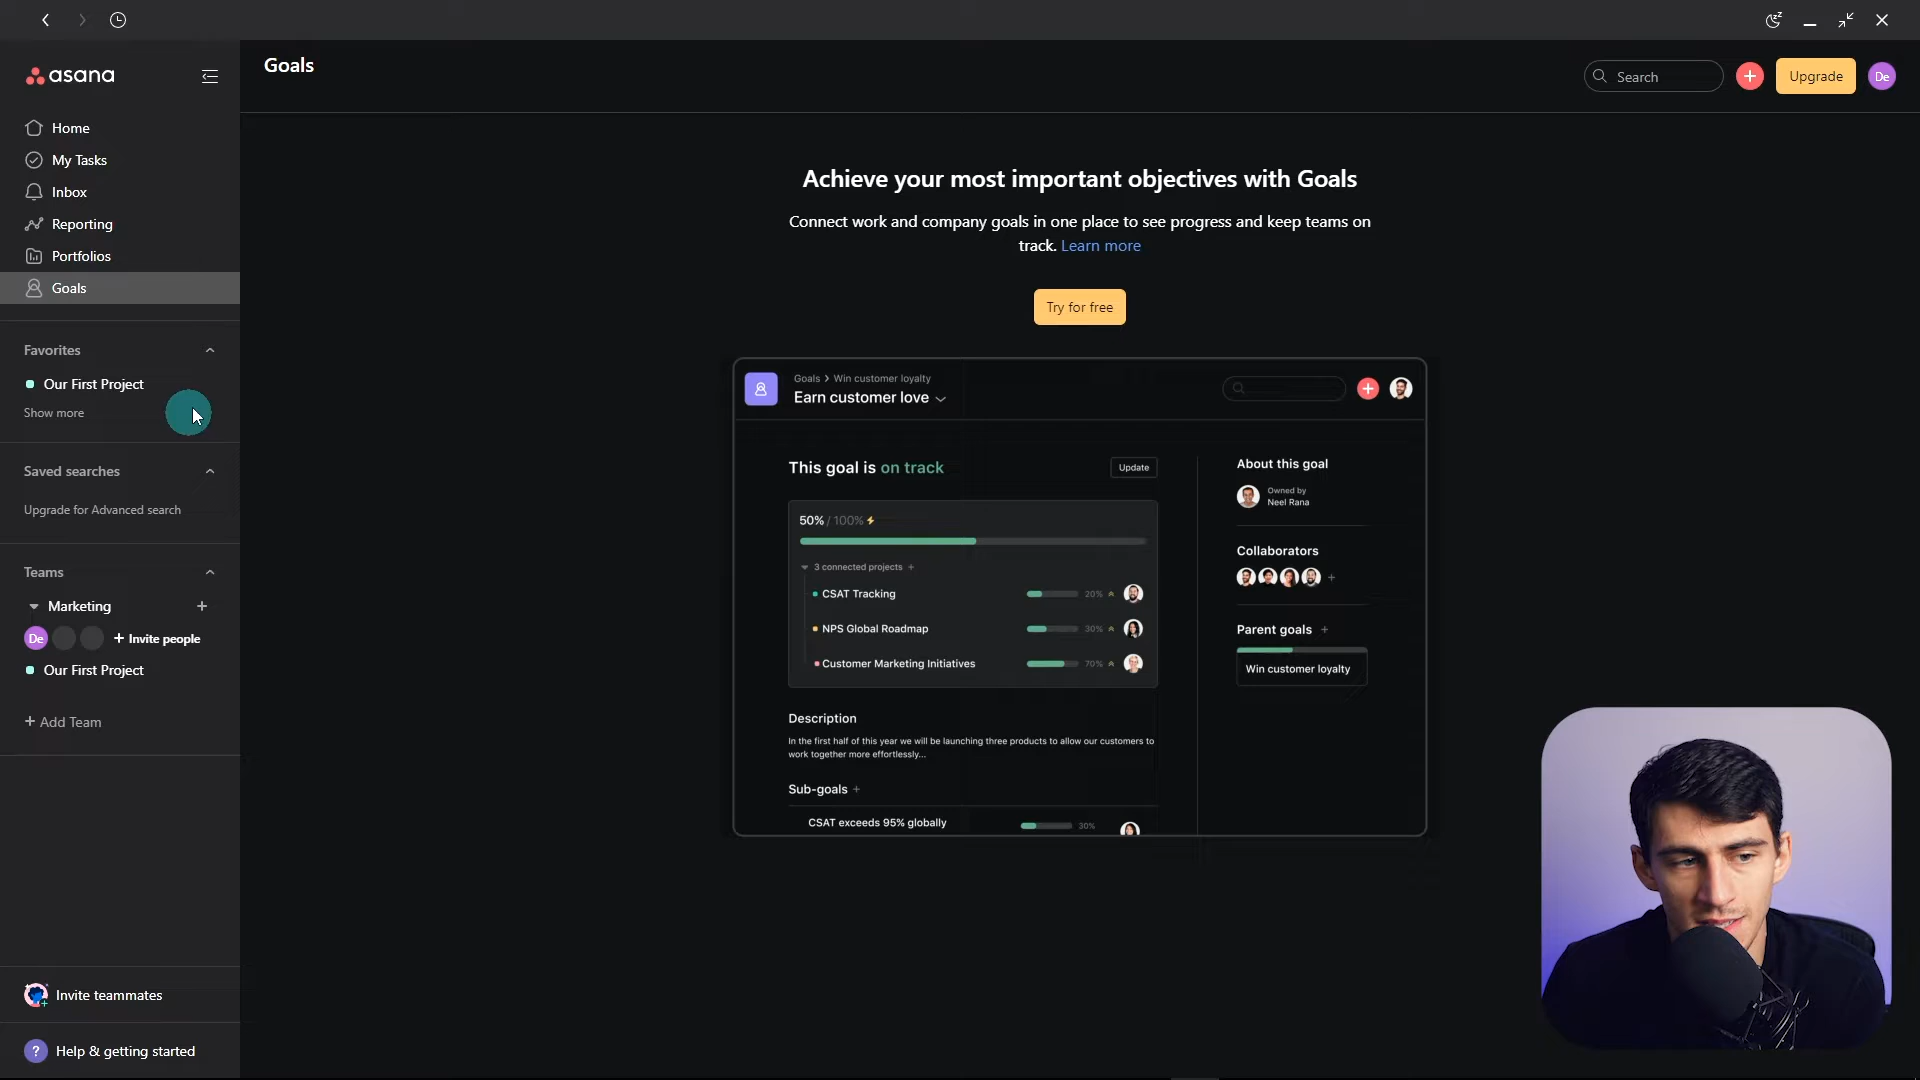 asana
Home
My Tasks
Inbox
Reporting
Portfolios
Goals
Favorites
Our First Project
Show more
Saved searches
Upgrade for Advanced search
Teams
Marketing
+
De
+ Invite people
Our First Project
+ Add Team
Invite teammates
? Help & getting started
Goals
Search
+
Upgrade
De
Achieve your most important objectives with Goals
Connect work and company goals in one place to see progress and keep teams on
track. Learn more
Try for free
Goals > Win customer loyalty
Earn customer love
+
This goal is on track
Update
50% / 100%
3 connected projects +
CSAT Tracking 20%
NPS Global Roadmap 30%
Customer Marketing Initiatives 70%
Description
In the first half of this year we will be launching three products to allow our customers to
work together more effortlessly...
Sub-goals +
CSAT exceeds 95% globally 30%
About this goal
Owned by
Neel Rana
Collaborators
+
Parent goals +
Win customer loyalty